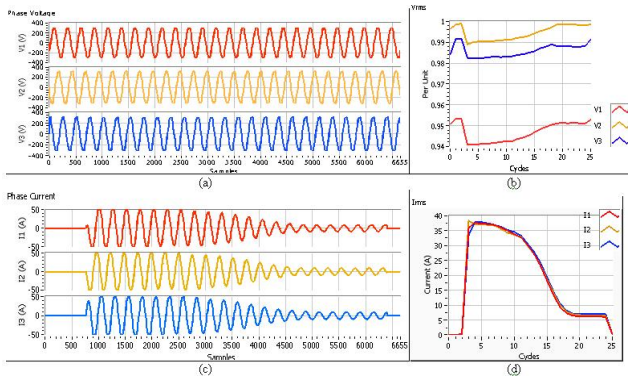 Phase Voltage
400
200
0
-200
-400
V1 (V)
400
200
0
-200
-400
V2 (V)
400
200
0
-200
-400
V3 (V)
0 500 1000 1500 2000 2500 3000 3500 4000 4500 5000 5500 6000 6655
Samples
(a)
Vrms
1
0.99
0.98
0.97
0.96
0.95
0.94
Per Unit
0 5 10 15 20 25
Cycles
V1
V2
V3
(b)
Phase Current
50
0
-50
I1 (A)
50
0
-50
I2 (A)
50
0
-50
I3 (A)
0 500 1000 1500 2000 2500 3000 3500 4000 4500 5000 5500 6000 6655
Samples
(c)
Irms
40
35
30
25
20
15
10
5
0
Current (A)
0 5 10 15 20 25
Cycles
I1
I2
I3
(d)